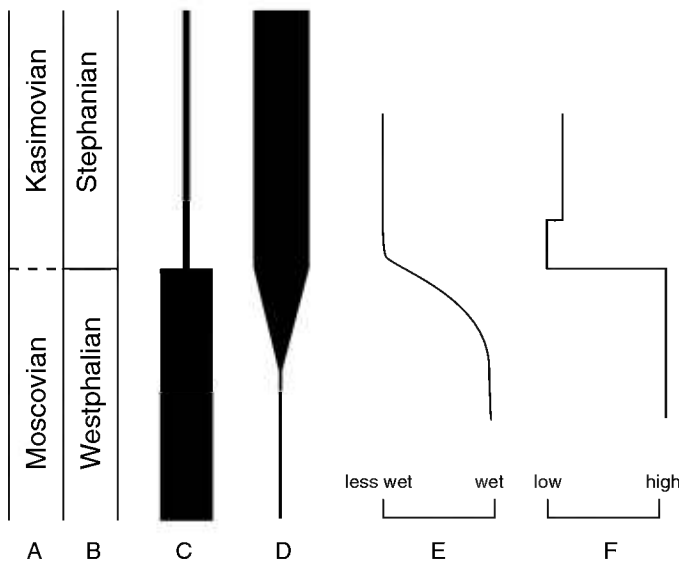 Kasimovian
Stephanian
Moscovian
Westphalian
less wet wet low high
A B C D E F